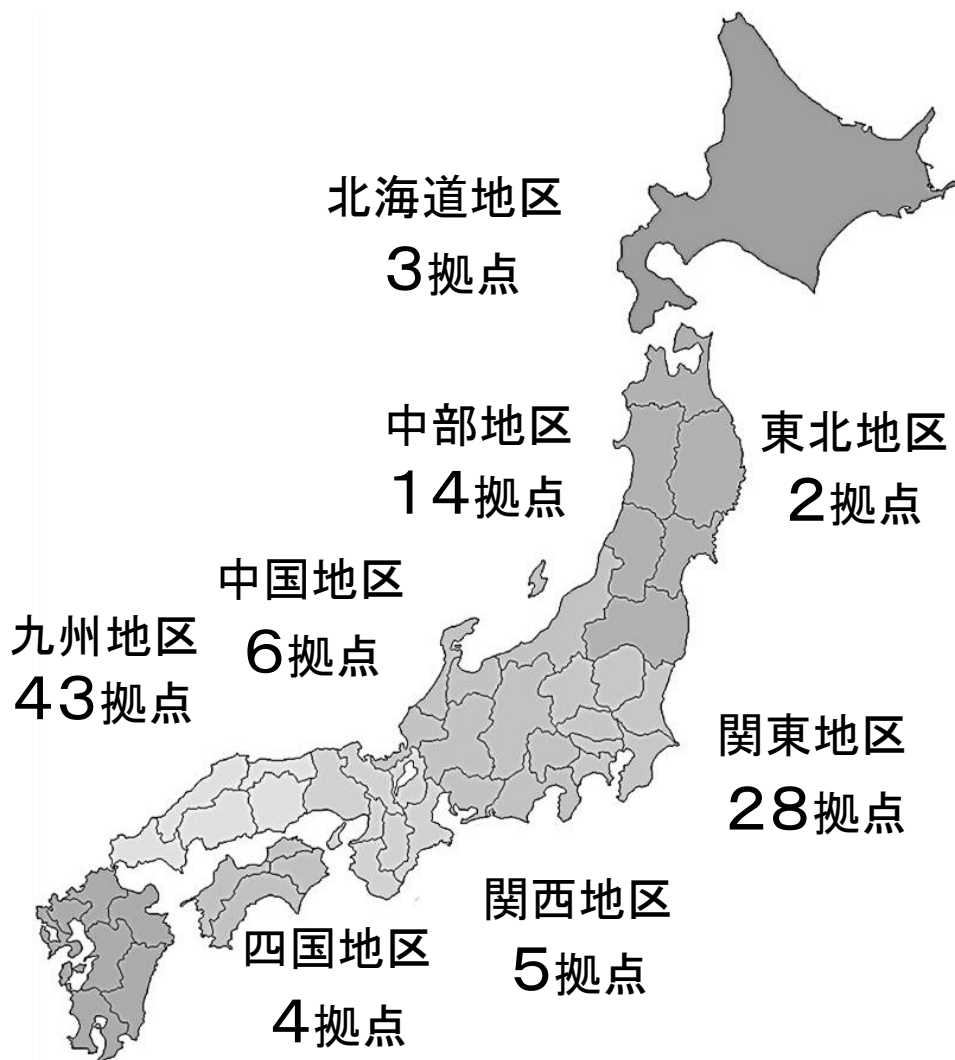 北海道地区
3拠点
中部地区
14拠点
東北地区
2拠点
中国地区
6拠点
九州地区
43拠点
関東地区
28拠点
関西地区
5拠点
四国地区
4拠点